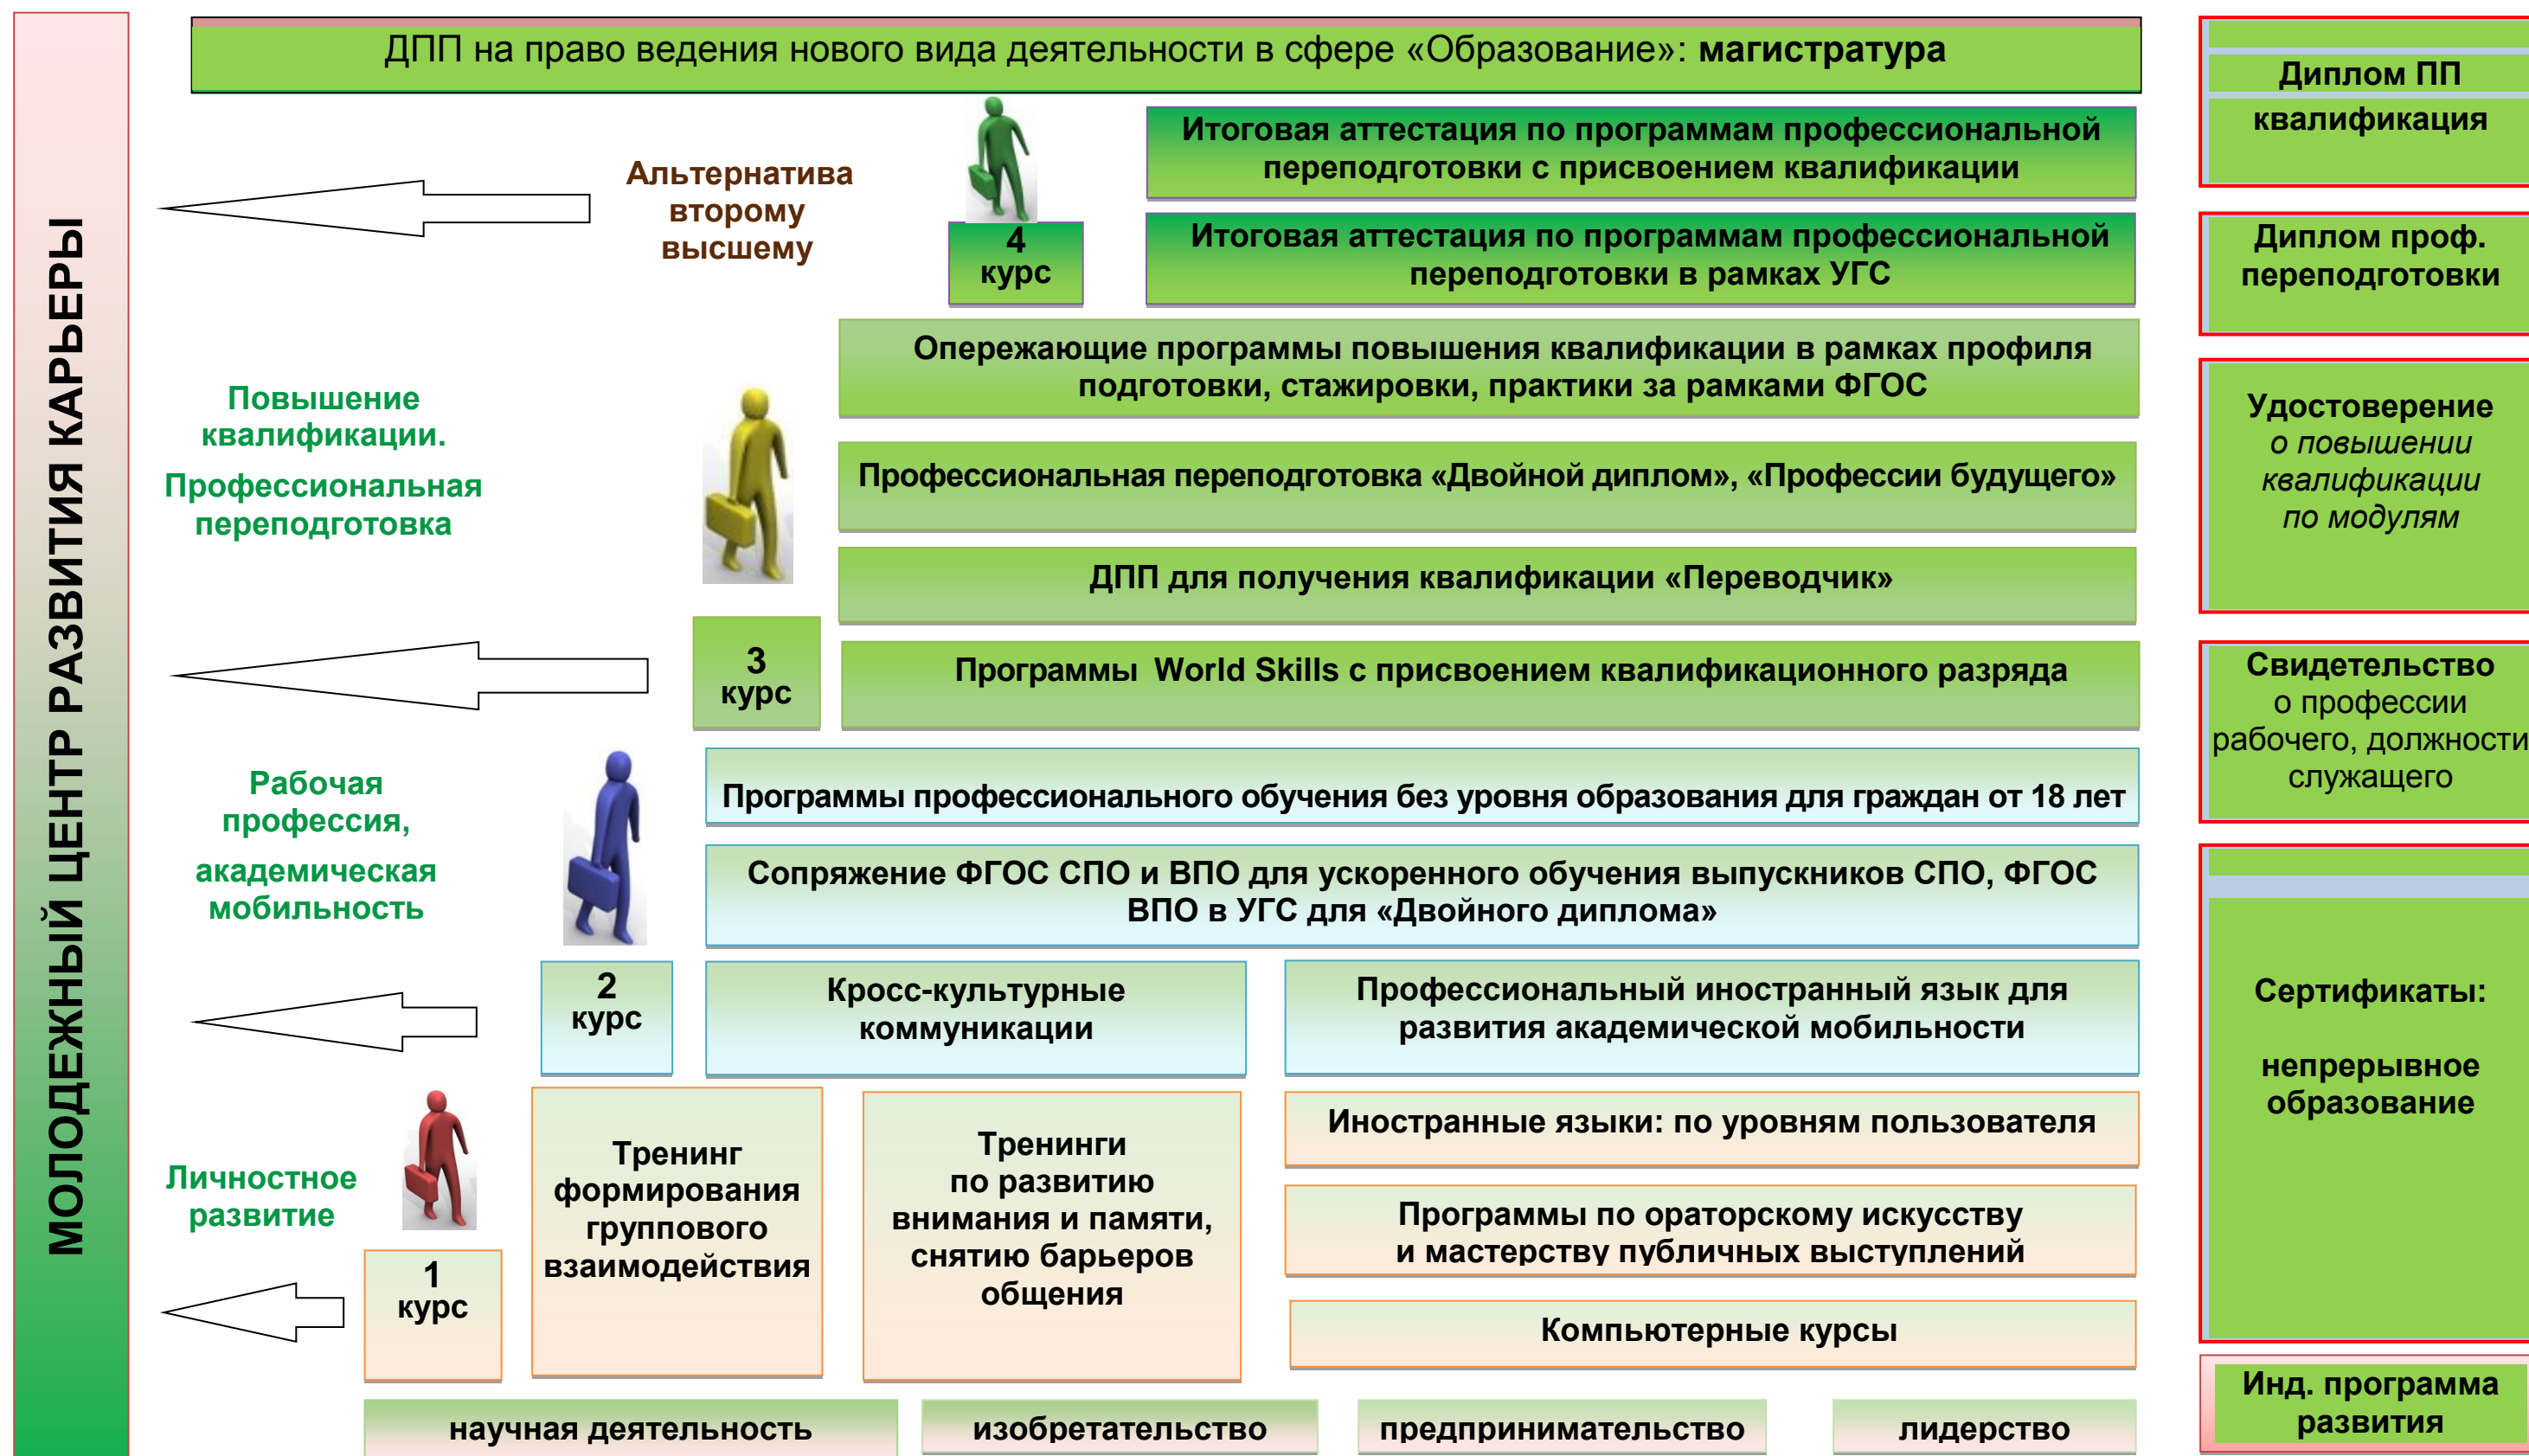 МОЛОДЕЖНЫЙ ЦЕНТР РАЗВИТИЯ КАРЬЕРЫ
ДПП на право ведения нового вида деятельности в сфере «Образование»: магистратура
Диплом ПП
квалификация
Альтернатива
второму
высшему
4
курс
Итоговая аттестация по программам профессиональной
переподготовки с присвоением квалификации
Итоговая аттестация по программам профессиональной
переподготовки в рамках УГС
Диплом проф.
переподготовки
Повышение
квалификации.
Профессиональная
переподготовка
3
курс
Опережающие программы повышения квалификации в рамках профиля
подготовки, стажировки, практики за рамками ФГОС
Профессиональная переподготовка «Двойной диплом», «Профессии будущего»
ДПП для получения квалификации «Переводчик»
Программы World Skills с присвоением квалификационного разряда
Удостоверение
о повышении
квалификации
по модулям
Свидетельство
о профессии
рабочего, должности
служащего
Рабочая
профессия,
академическая
мобильность
2
курс
Программы профессионального обучения без уровня образования для граждан от 18 лет
Сопряжение ФГОС СПО и ВПО для ускоренного обучения выпускников СПО, ФГОС
ВПО в УГС для «Двойного диплома»
Кросс-культурные
коммуникации
Профессиональный иностранный язык для
развития академической мобильности
Сертификаты:
непрерывное
образование
Личностное
развитие
1
курс
Тренинг
формирования
группового
взаимодействия
Тренинги
по развитию
внимания и памяти,
снятию барьеров
общения
Иностранные языки: по уровням пользователя
Программы по ораторскому искусству
и мастерству публичных выступлений
Компьютерные курсы
научная деятельность
изобретательство
предпринимательство
лидерство
Инд. программа
развития